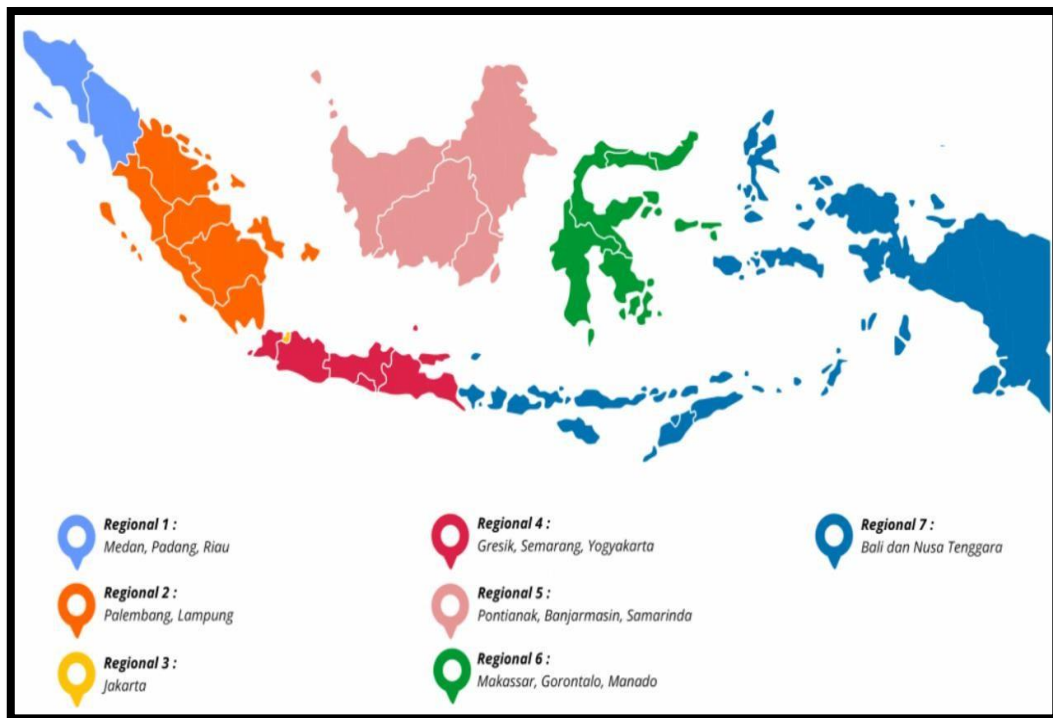 Regional 1 :
Medan, Padang, Riau
Regional 2 :
Palembang, Lampung
Regional 3 :
Jakarta
Regional 4 :
Gresik, Semarang, Yogyakarta
Regional 5 :
Pontianak, Banjarmasin, Samarinda
Regional 6 :
Makassar, Gorontalo, Manado
Regional 7 :
Bali dan Nusa Tenggara